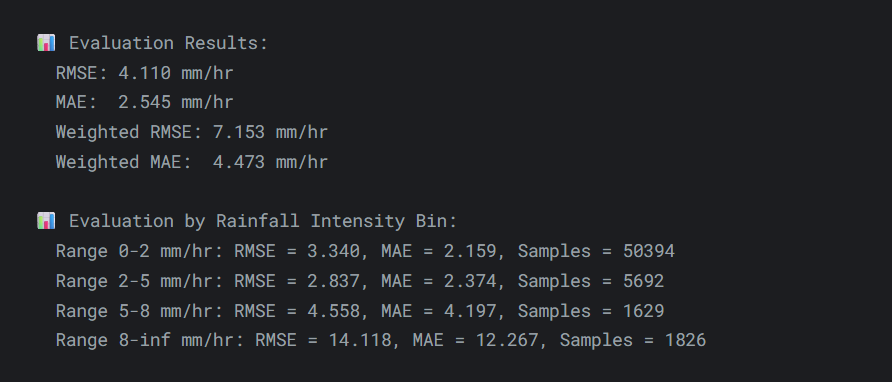 📊 Evaluation Results:
RMSE: 4.110 mm/hr
MAE:  2.545 mm/hr
Weighted RMSE: 7.153 mm/hr
Weighted MAE:  4.473 mm/hr
📊 Evaluation by Rainfall Intensity Bin:
Range 0-2 mm/hr: RMSE = 3.340, MAE = 2.159, Samples = 50394
Range 2-5 mm/hr: RMSE = 2.837, MAE = 2.374, Samples = 5692
Range 5-8 mm/hr: RMSE = 4.558, MAE = 4.197, Samples = 1629
Range 8-inf mm/hr: RMSE = 14.118, MAE = 12.267, Samples = 1826